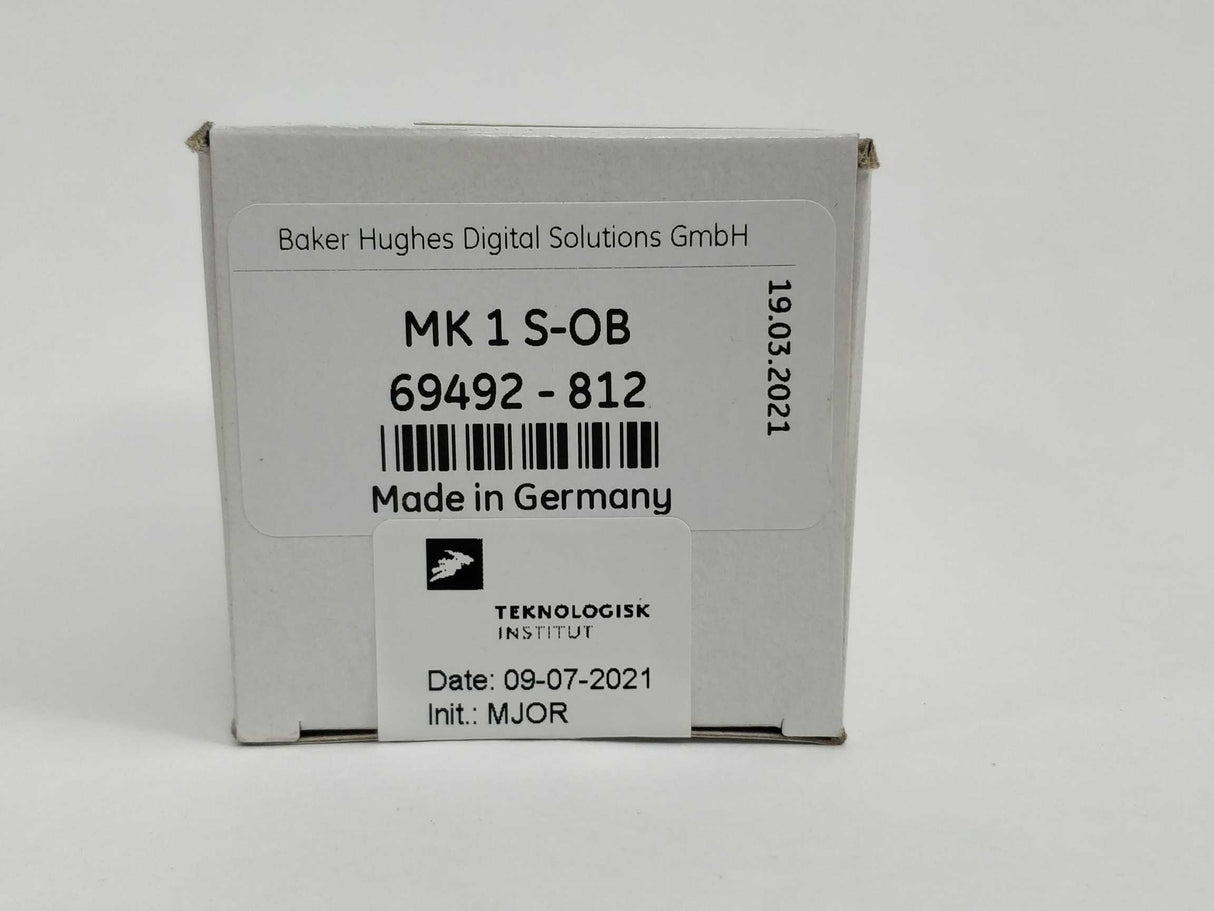 Baker Hughes Digital Solutions GmbH
MK 1 S-OB
69492 - 812
Made in Germany
19.03.2021
TEKNOLOGISK
INSTITUT
Date: 09-07-2021
Init.: MJOR